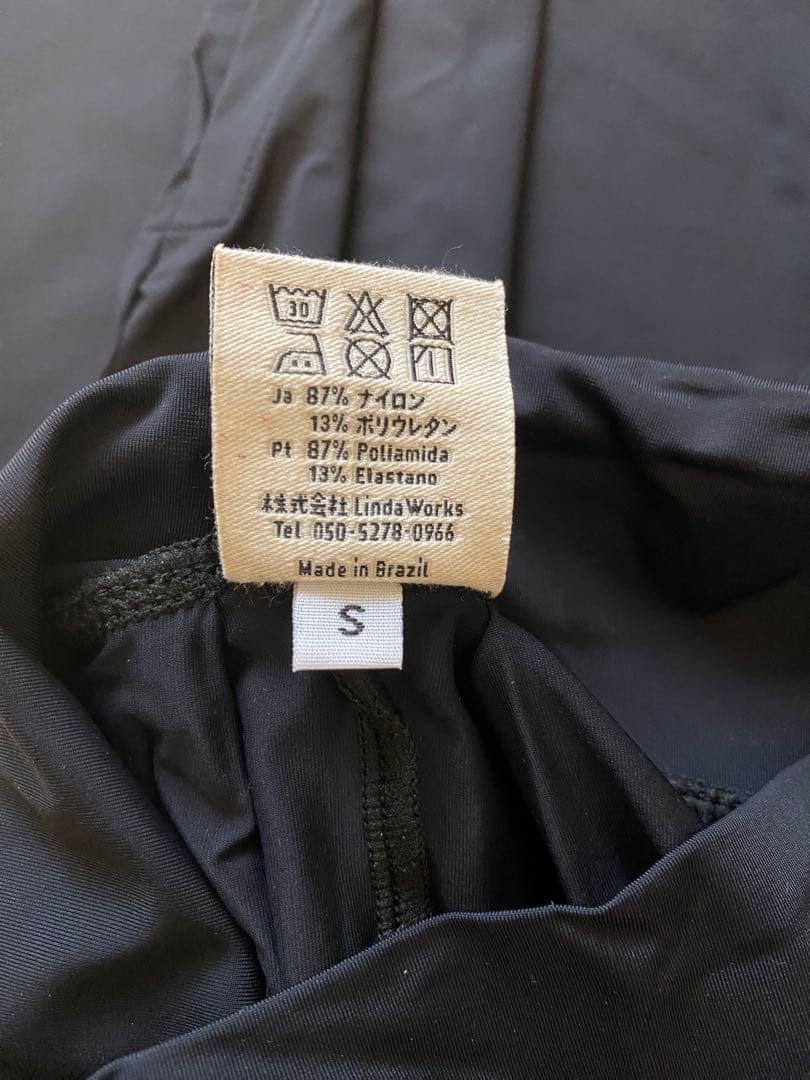 30
Ja 87% ナイロン
13% ポリウレタン
Pt 87% Poliamida
13% Elastano
株式会社 LindaWorks
Tel 050-5278-0966
Made in Brazil
S